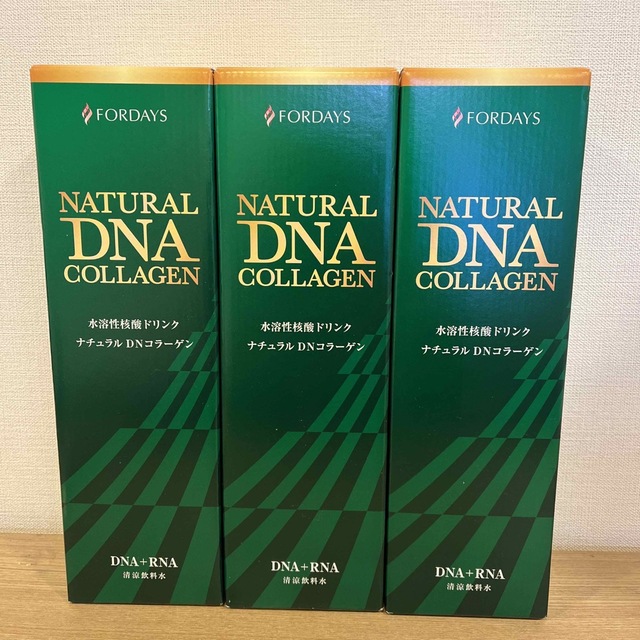 FORDAYS
NATURAL
DNA
COLLAGEN
水溶性核酸ドリンク
ナチュラル DNコラーゲン
DNA+RNA
清涼飲料水
FORDAYS
NATURAL
DNA
COLLAGEN
水溶性核酸ドリンク
ナチュラル DNコラーゲン
DNA+RNA
清涼飲料水
FORDAYS
NATURAL
DNA
COLLAGEN
水溶性核酸ドリンク
ナチュラル DNコラーゲン
DNA+RNA
清涼飲料水